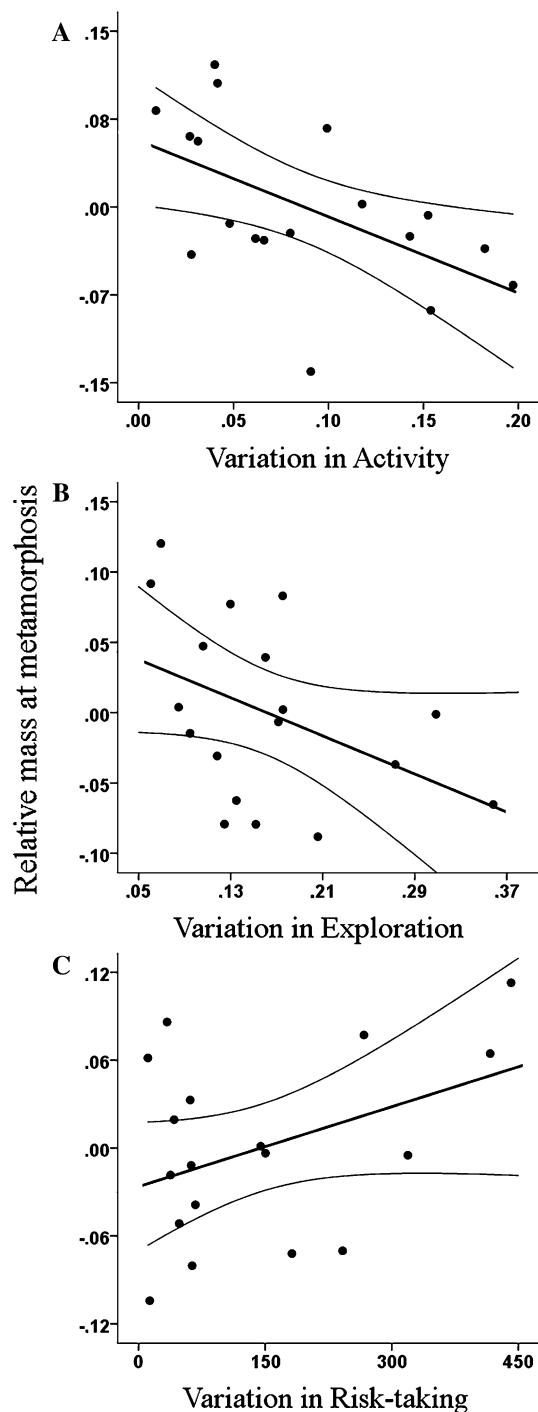 A
.15
.08
.00
-.07
-.15
.00 .05 .10 .15 .20
Variation in Activity
Relative mass at metamorphosis
B
.15
.10
.05
.00
-.05
-.10
.05 .13 .21 .29 .37
Variation in Exploration
C
.12
.06
.00
-.06
-.12
0 150 300 450
Variation in Risk-taking